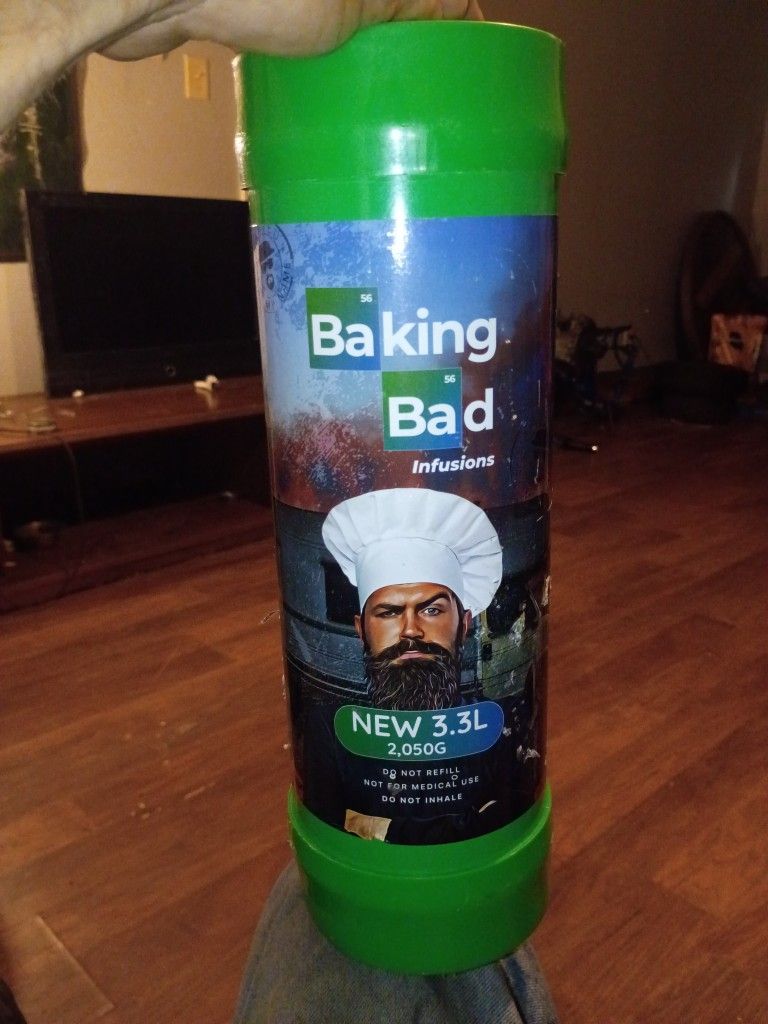 56
Baking
56
Bad
Infusions
NEW 3.3L
2,050G
DO NOT REFILL
NOT FOR MEDICAL USE
DO NOT INHALE